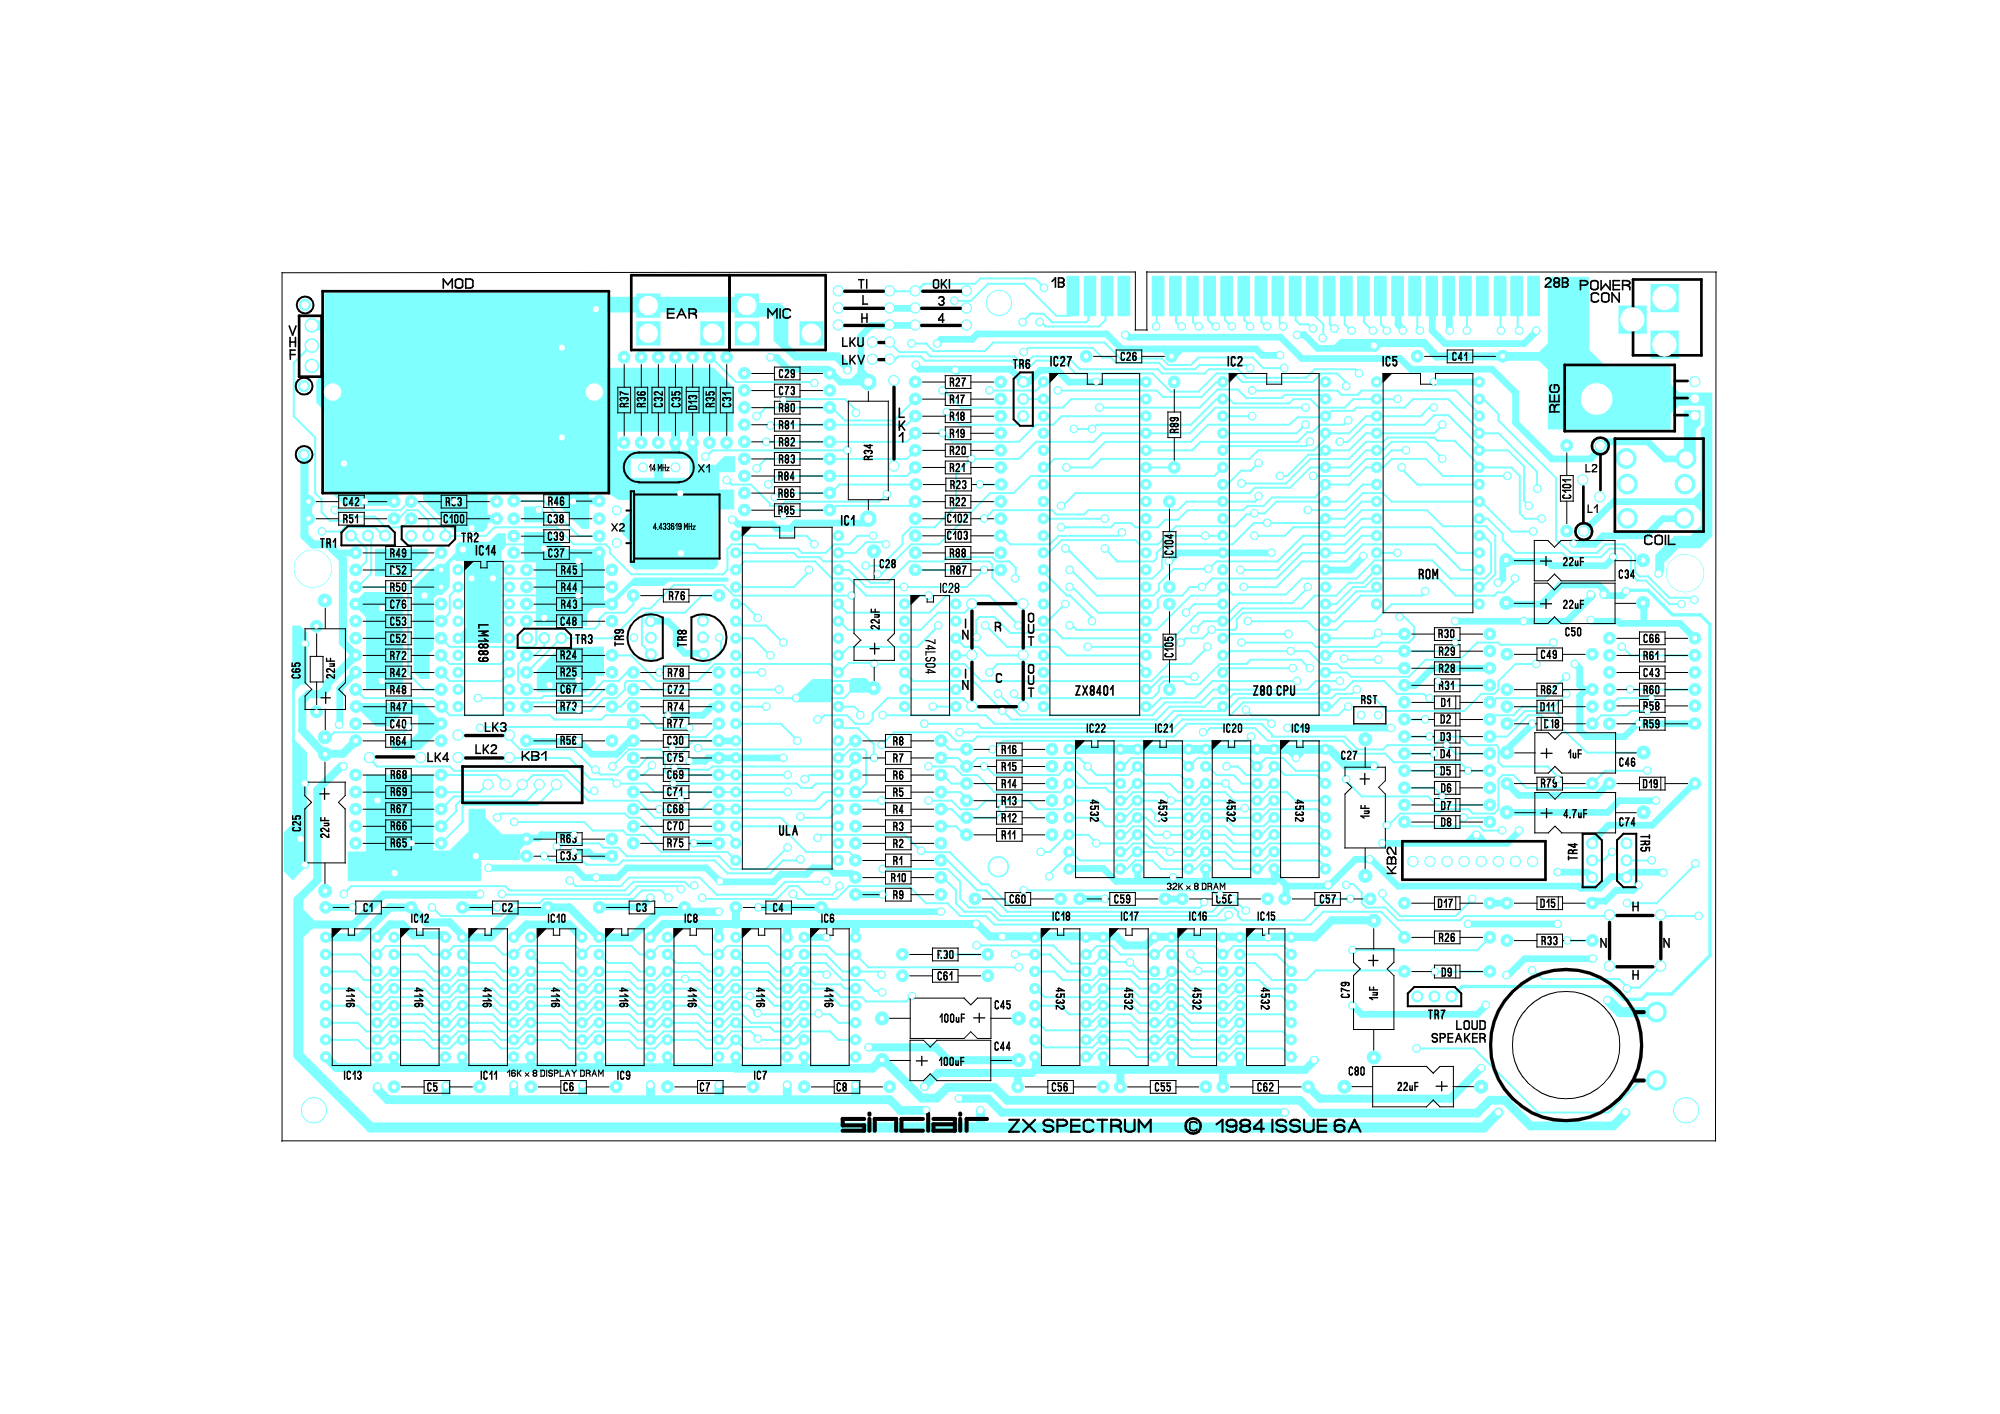 MOD
EAR
MIC
TI
OKI
L
3
H
4
LKU
LKV
1B
28B
POWER
CON
VHF
IC27
IC2
IC5
C26
C41
TR6
REG
C29
C73
R80
R81
R82
R83
R84
R86
R85
R37
R36
C32
C35
D13
R35
C31
R34
LK1
R27
R17
R18
R19
R20
R21
R23
R22
C102
C103
R88
R87
R89
C104
C105
14 MHz
X1
X2
4.433619 MHz
C42
R51
C100
R46
C38
C39
C37
TR1
TR2
IC14
IC1
L2
L1
C101
COIL
R49
R50
C76
C53
C52
R72
R42
R48
R47
C40
R64
R45
R44
R43
C48
TR3
R24
R25
C67
R73
LM1889
C65
22uF
R76
TR9
TR8
R78
C72
R74
R77
C30
C75
C69
C71
C68
C70
R75
C28
22uF
IC28
74LS04
IN
R
OUT
IN
C
OUT
ULA
ZX8401
Z80 CPU
ROM
22uF
C34
22uF
C50
R30
R29
R28
R31
D1
D2
D3
D4
D5
D6
D7
D8
C49
R62
D11
C66
R61
C43
R60
R58
R59
RST
1uF
C46
D19
4.7uF
C74
LK3
LK2
LK4
KB1
R68
R69
R67
R66
R65
C25
22uF
R8
R7
R6
R5
R4
R3
R2
R1
R10
R9
R16
R15
R14
R13
R12
R11
IC22
IC21
IC20
IC19
4532
4532
4532
4532
C27
1uF
KB2
TR4
TR5
32K x 8 DRAM
C60
C59
C57
D17
D15
C1
C2
C3
C4
IC12
IC10
IC8
IC6
IC18
IC17
IC16
IC15
4116
4116
4116
4116
4116
4116
4116
4116
4532
4532
4532
4532
C61
C45
100uF
C44
100uF
R26
R33
D9
C79
1uF
TR7
H
N
N
H
LOUD
SPEAKER
IC13
IC11
16K x 8 DISPLAY DRAM
IC9
IC7
C5
C6
C7
C8
C56
C55
C62
C80
22uF
sinclair ZX SPECTRUM © 1984 ISSUE 6A